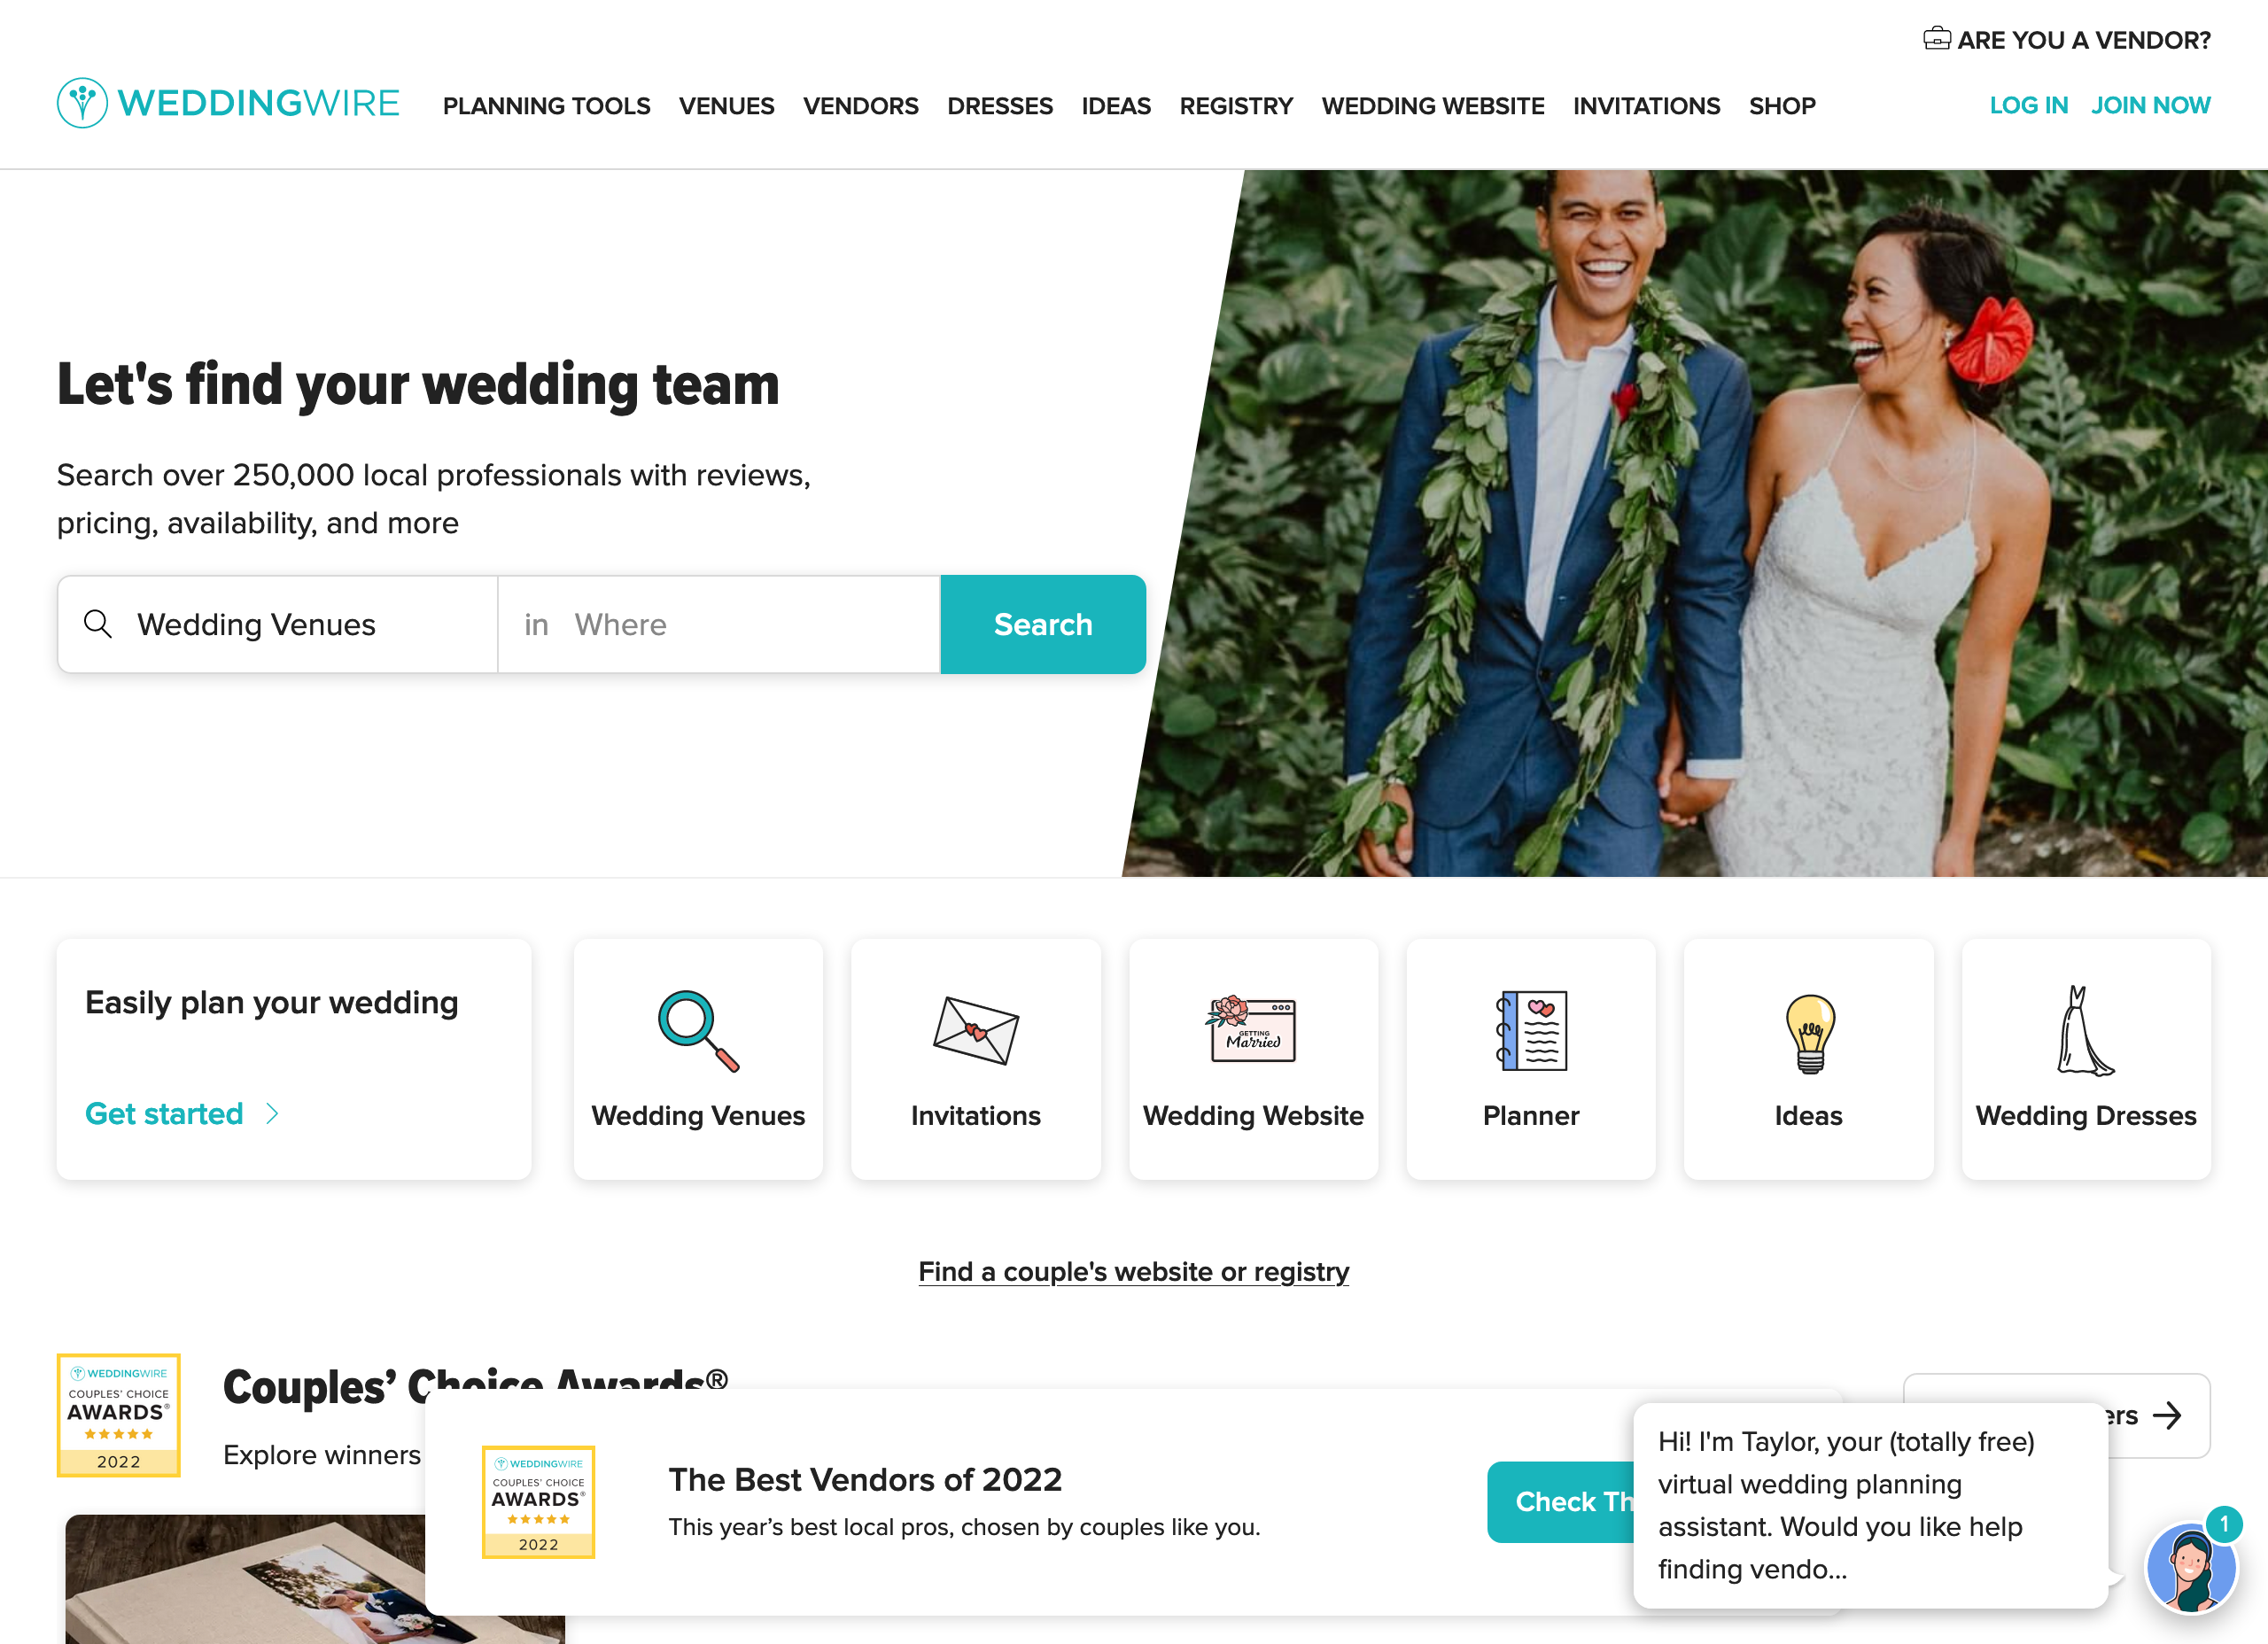 ARE YOU A VENDOR?
WEDDINGWIRE
PLANNING TOOLS
VENUES
VENDORS
DRESSES
IDEAS
REGISTRY
WEDDING WEBSITE
INVITATIONS
SHOP
LOG IN
JOIN NOW
Let's find your wedding team
Search over 250,000 local professionals with reviews,
pricing, availability, and more
Wedding Venues
in Where
Search
Easily plan your wedding
Get started
Wedding Venues
Invitations
GETTING
Married
Wedding Website
Planner
Ideas
Wedding Dresses
Find a couple's website or registry
WEDDINGWIRE
COUPLES’ CHOICE
AWARDS®
2022
Couples’ Choice Awards®
Explore winners
WEDDINGWIRE
COUPLES’ CHOICE
AWARDS®
2022
The Best Vendors of 2022
This year’s best local pros, chosen by couples like you.
Check Th
ers
Hi! I'm Taylor, your (totally free)
virtual wedding planning
assistant. Would you like help
finding vendo...
1